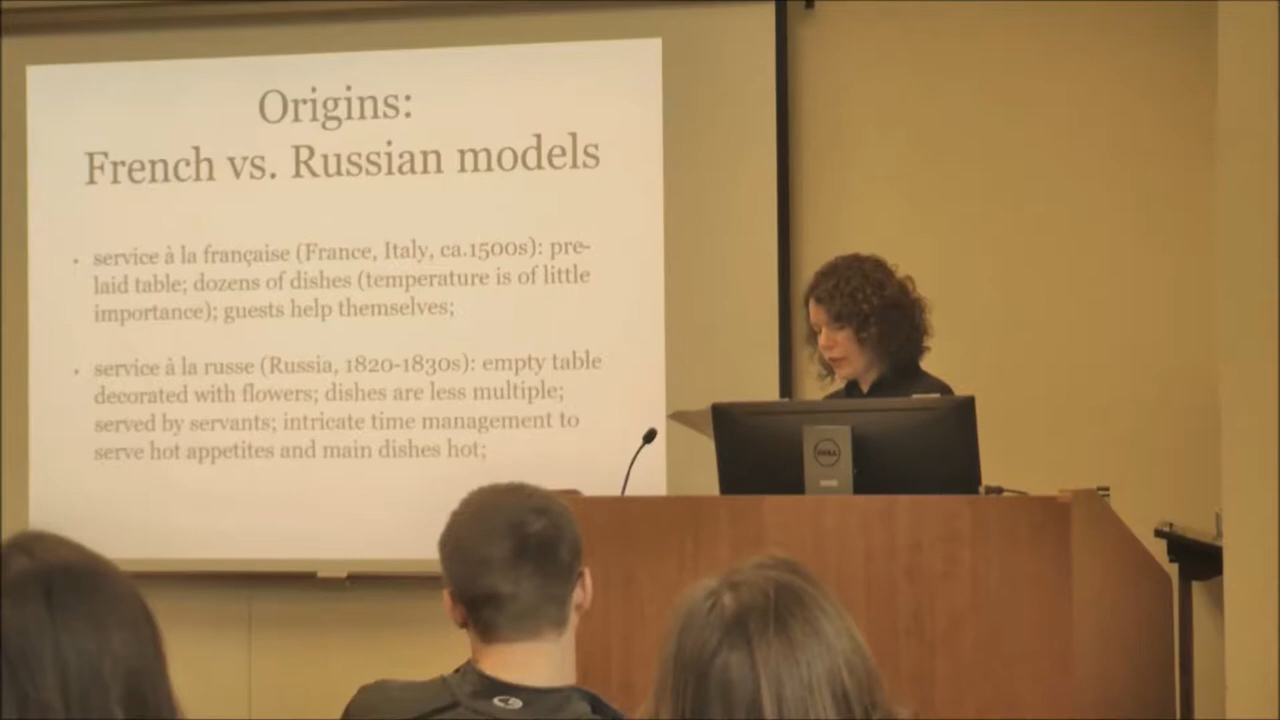 Origins:
French vs. Russian models
• service à la française (France, Italy, ca.1500s): pre-
laid table; dozens of dishes (temperature is of little
importance); guests help themselves;
• service à la russe (Russia, 1820-1830s): empty table
decorated with flowers; dishes are less multiple;
served by servants; intricate time management to
serve hot appetites and main dishes hot;
DELL